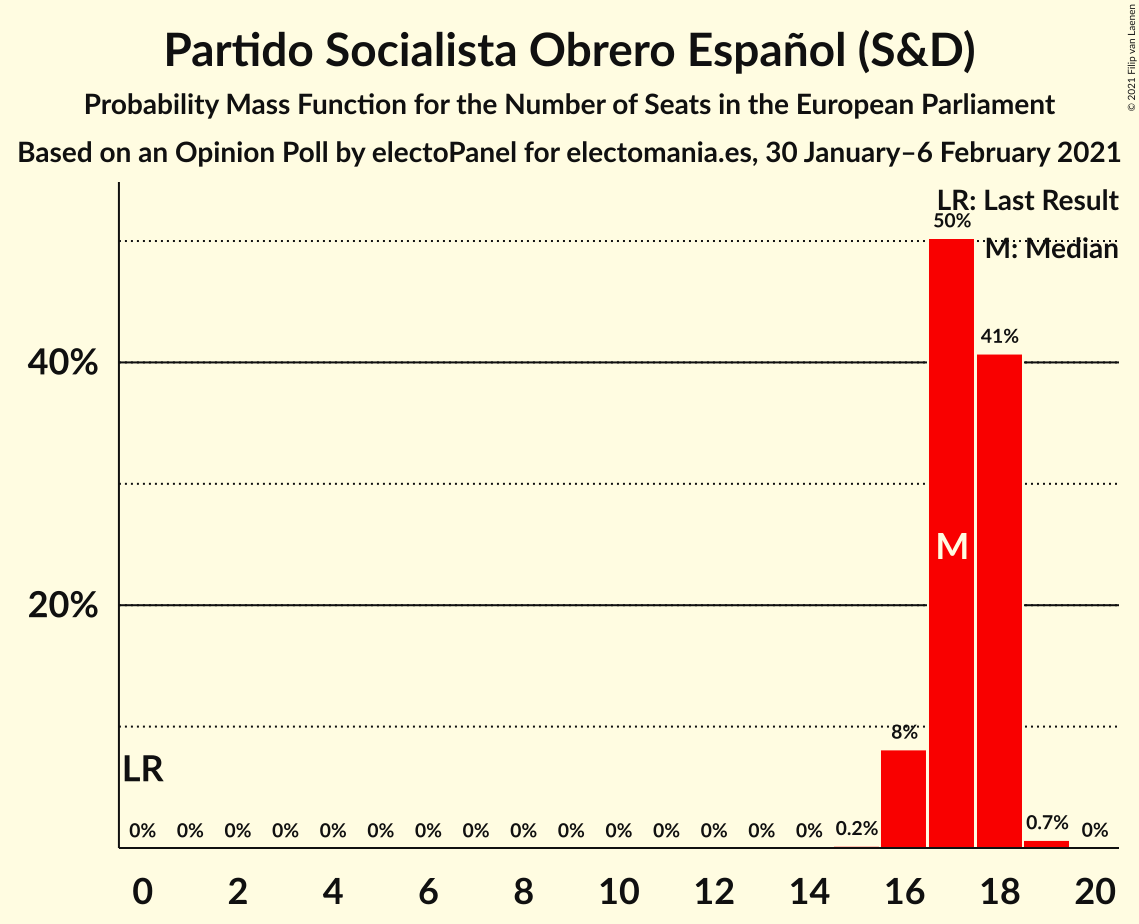 Partido Socialista Obrero Español (S&D)
Probability Mass Function for the Number of Seats in the European Parliament
Based on an Opinion Poll by electoPanel for electomania.es, 30 January–6 February 2021
© 2021 Filip van Laenen
LR: Last Result
M: Median
50%
41%
40%
M
20%
8%
LR
0% 0% 0% 0% 0% 0% 0% 0% 0% 0% 0% 0% 0% 0% 0% 0.2% 0.7% 0%
0 2 4 6 8 10 12 14 16 18 20